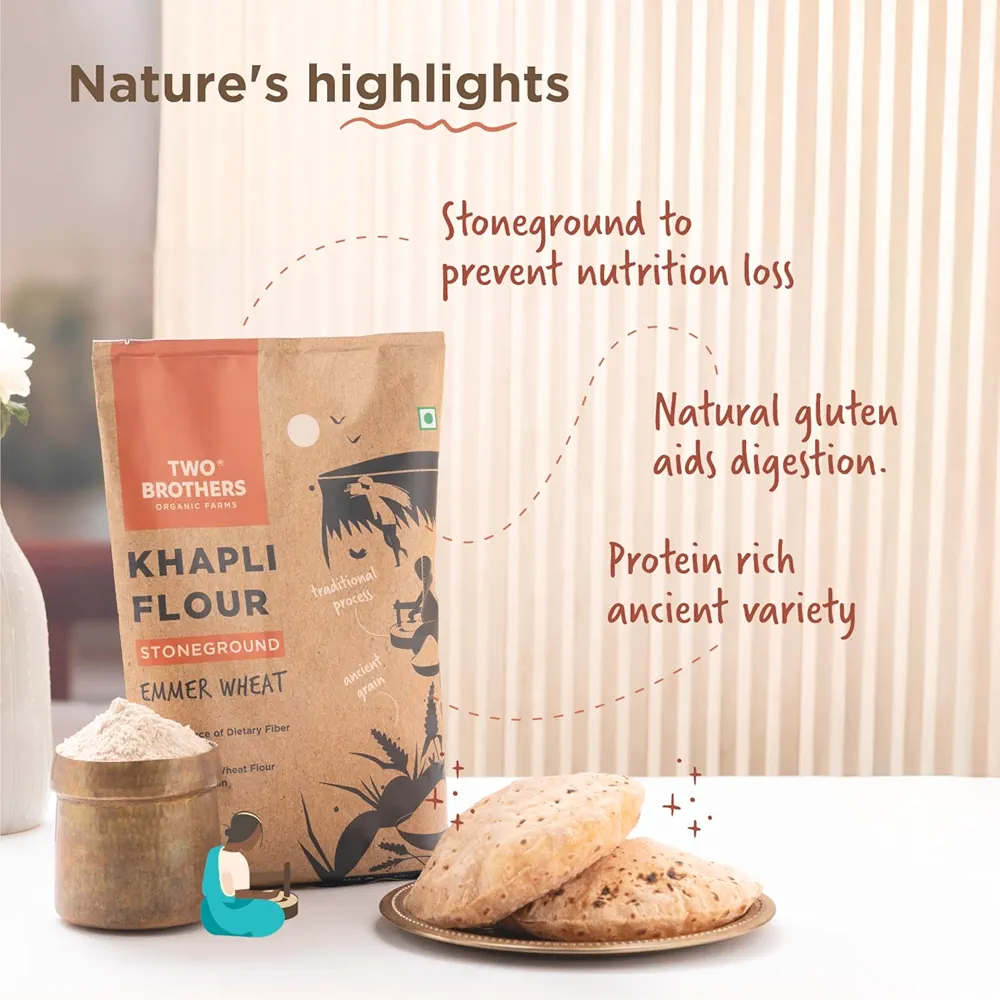 Nature's highlights
Stoneground to
prevent nutrition loss
Natural gluten
aids digestion.
Protein rich
ancient variety
TWO®
BROTHERS
ORGANIC FARMS
KHAPLI
FLOUR
STONEGROUND
EMMER WHEAT
traditional
process
ancient
grain
of Dietary Fiber
Wheat Flour